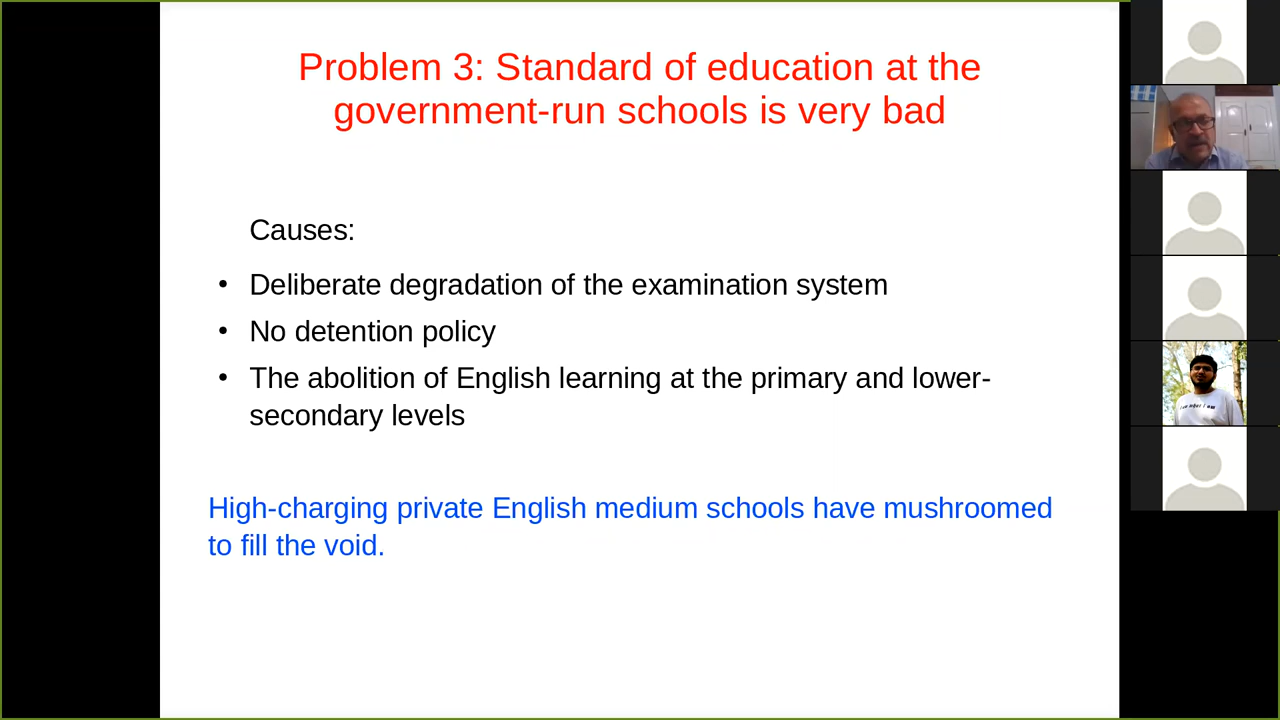 Problem 3: Standard of education at the
government-run schools is very bad
Causes:
• Deliberate degradation of the examination system
• No detention policy
• The abolition of English learning at the primary and lower-
secondary levels
High-charging private English medium schools have mushroomed
to fill the void.